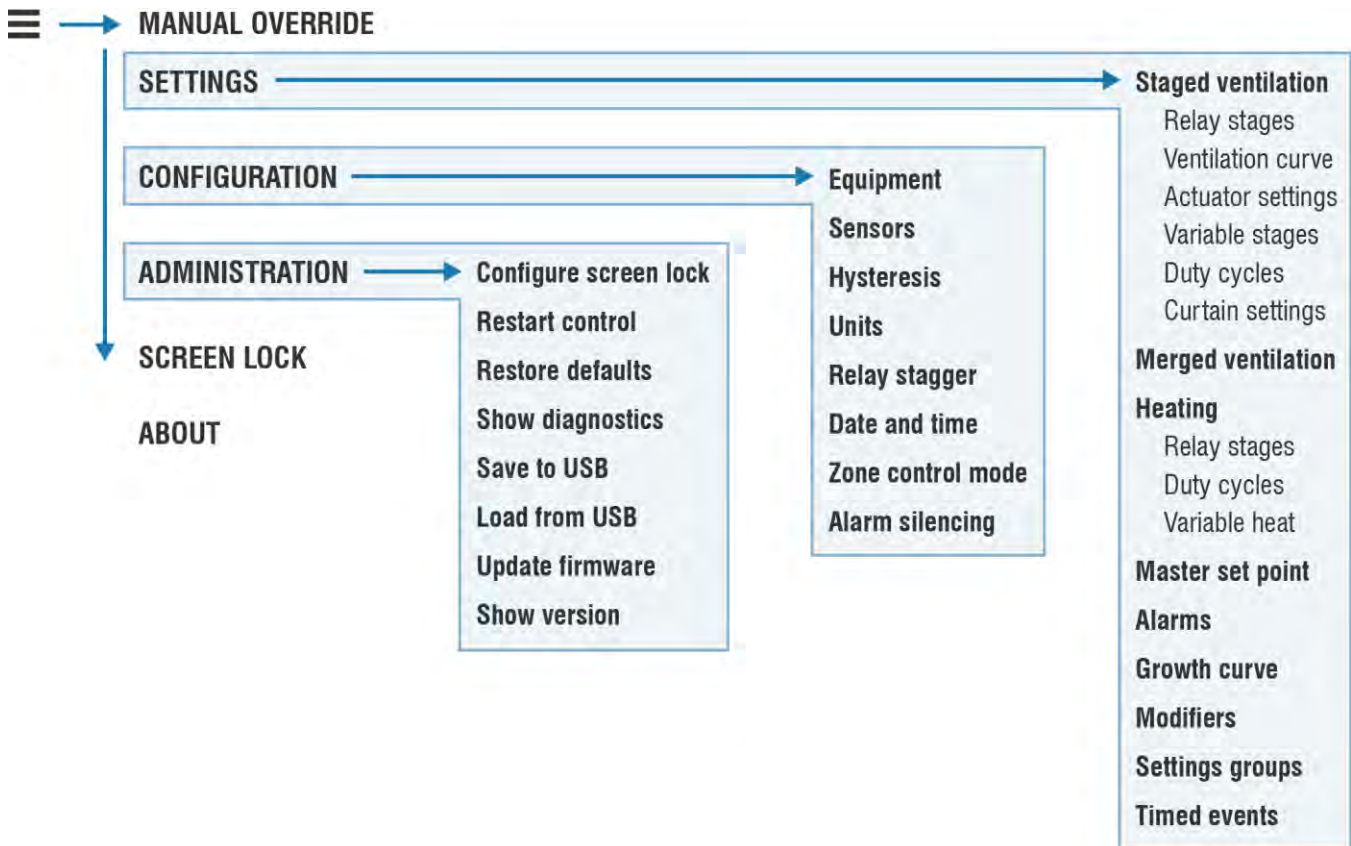 MANUAL OVERRIDE
SETTINGS
Staged ventilation
Relay stages
Ventilation curve
Actuator settings
Variable stages
Duty cycles
Curtain settings
Merged ventilation
Heating
Relay stages
Duty cycles
Variable heat
Master set point
Alarms
Growth curve
Modifiers
Settings groups
Timed events
CONFIGURATION
Equipment
Sensors
Hysteresis
Units
Relay stagger
Date and time
Zone control mode
Alarm silencing
ADMINISTRATION
Configure screen lock
Restart control
Restore defaults
Show diagnostics
Save to USB
Load from USB
Update firmware
Show version
SCREEN LOCK
ABOUT